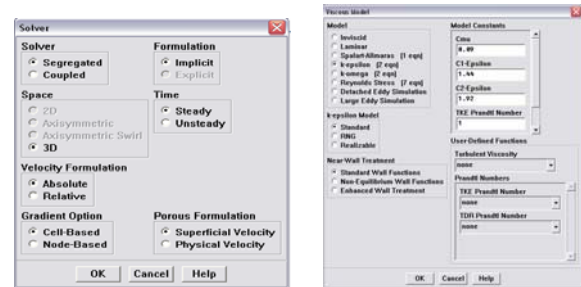 Solver
Solver
Segregated
Coupled
Formulation
Implicit
Explicit
Space
2D
Axisymmetric
Axisymmetric Swirl
3D
Time
Steady
Unsteady
Velocity Formulation
Absolute
Relative
Gradient Option
Cell-Based
Node-Based
Porous Formulation
Superficial Velocity
Physical Velocity
OK Cancel Help
Viscous Model
Model
Inviscid
Laminar
Spalart-Allmaras (1 eqn)
k-epsilon (2 eqn)
k-omega (2 eqn)
Reynolds Stress (7 eqn)
Detached Eddy Simulation
Large Eddy Simulation
k-epsilon Model
Standard
RNG
Realizable
Near-Wall Treatment
Standard Wall Functions
Non-Equilibrium Wall Functions
Enhanced Wall Treatment
Model Constants
Cmu
0.09
C1-Epsilon
1.44
C2-Epsilon
1.92
TKE Prandtl Number
1
User-Defined Functions
Turbulent Viscosity
none
Prandtl Numbers
TKE Prandtl Number
none
TDR Prandtl Number
none
OK Cancel Help